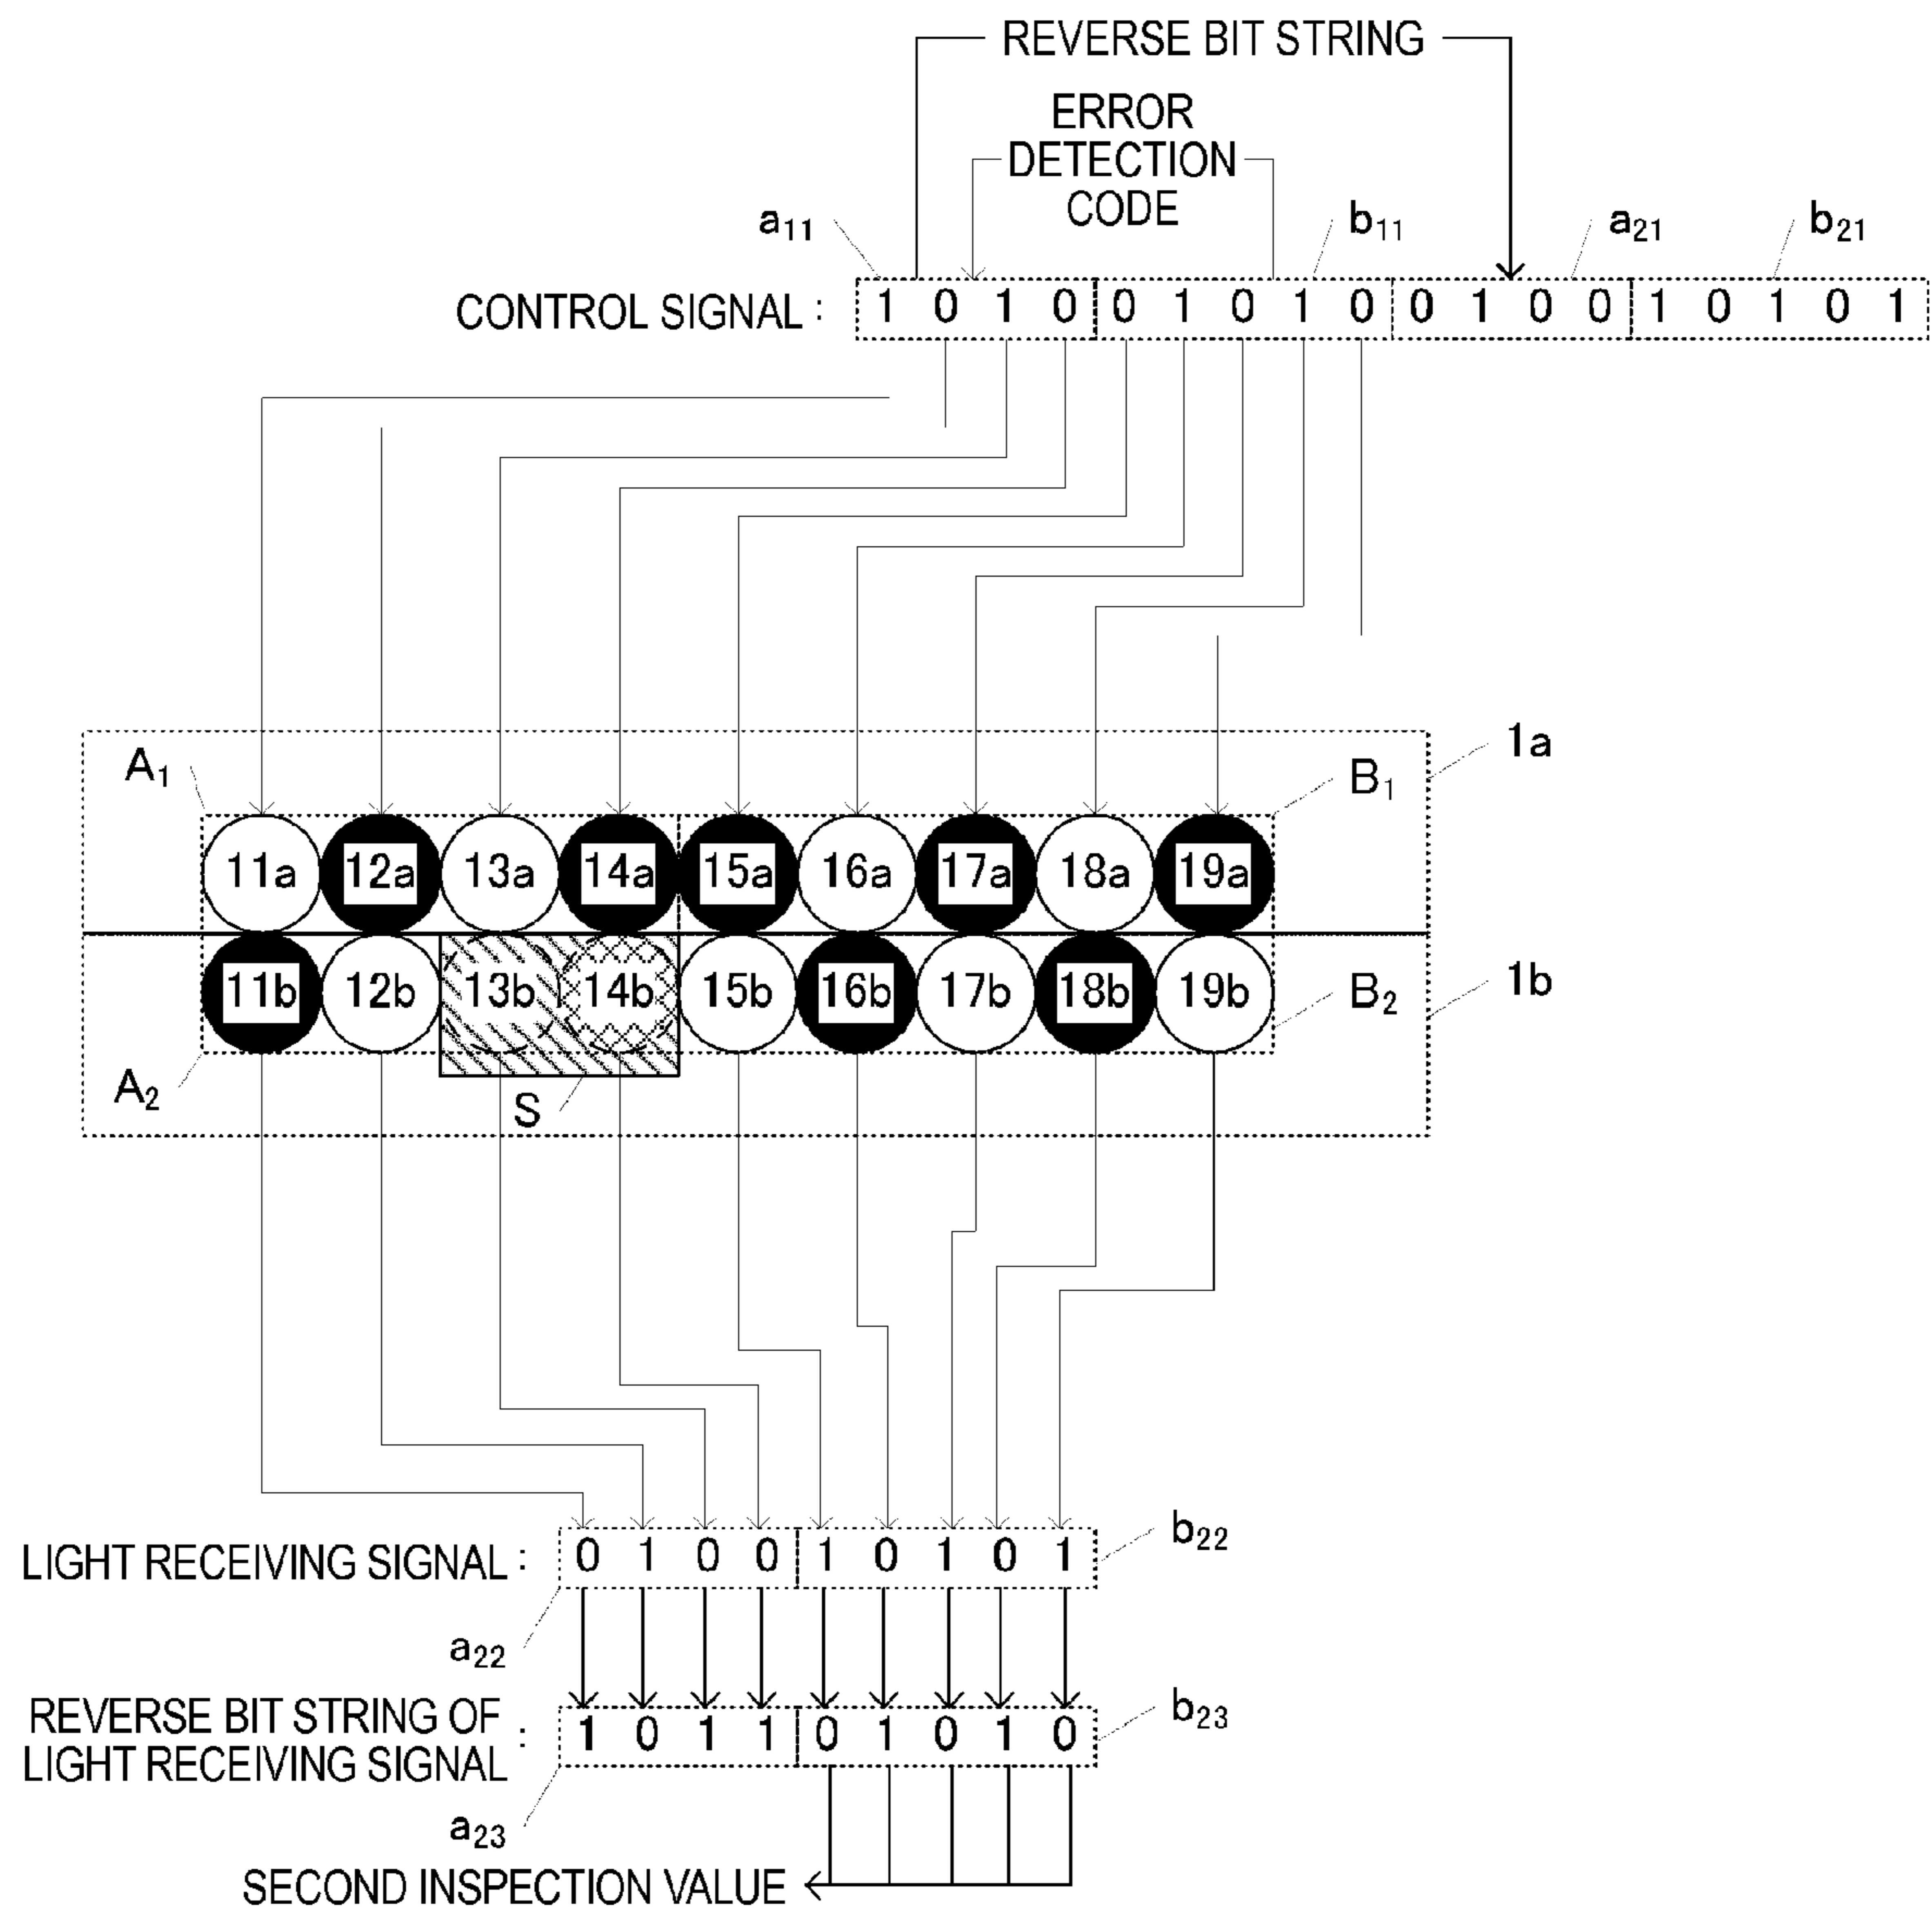 REVERSE BIT STRING
ERROR
DETECTION
CODE
a11 b11 a21 b21
CONTROL SIGNAL : 1 0 1 0 0 1 0 1 0 0 1 0 0 1 0 1 0 1
1a
A1 B1
11a 12a 13a 14a 15a 16a 17a 18a 19a
11b 12b 13b 14b 15b 16b 17b 18b 19b
1b
B2
A2
S
b22
LIGHT RECEIVING SIGNAL : 0 1 0 0 1 0 1 0 1
a22
b23
REVERSE BIT STRING OF
LIGHT RECEIVING SIGNAL : 1 0 1 1 0 1 0 1 0
a23
SECOND INSPECTION VALUE